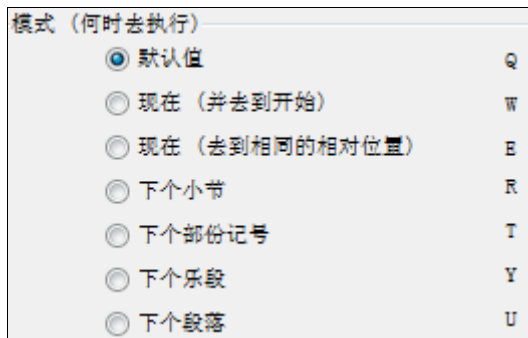 模式 (何时去执行)
默认值 Q
现在 (并去到开始) W
现在 (去到相同的相对位置) E
下个小节 R
下个部份记号 T
下个乐段 Y
下个段落 U